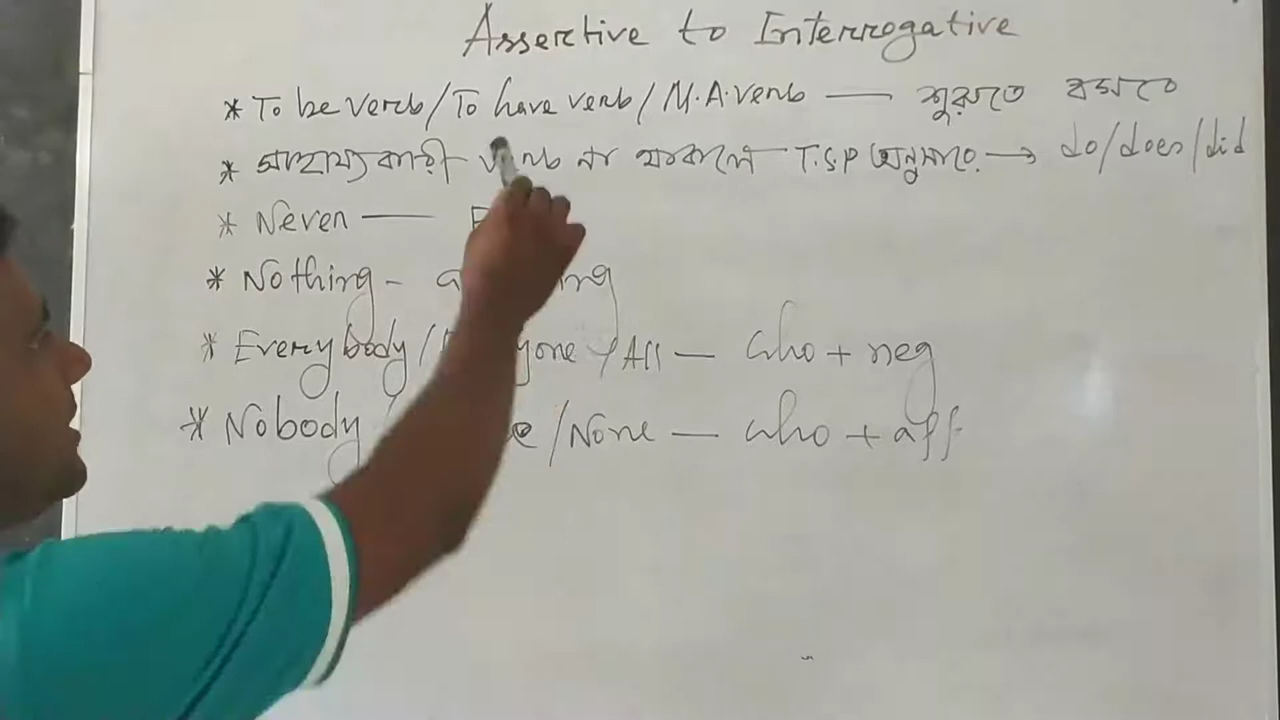 Assertive to Interrogative
* To be verb/To have verb/M.A.verb — শুরুতে বসাতে
* সাহায্যকারী verb না থাকলে T.S.P অনুসারে → do/does/did
* Never —
* Nothing -
* Everybody/ /All — who + neg
* Nobody /None — who + aff